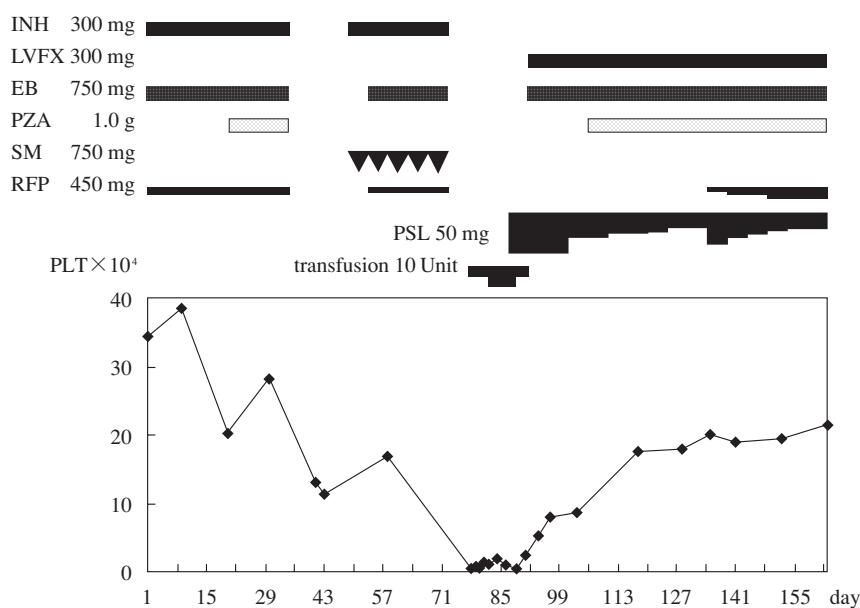 INH 300 mg
LVFX 300 mg
EB 750 mg
PZA 1.0 g
SM 750 mg
RFP 450 mg
PSL 50 mg
PLT×10⁴ transfusion 10 Unit
40
30
20
10
0
1 15 29 43 57 71 85 99 113 127 141 155 day